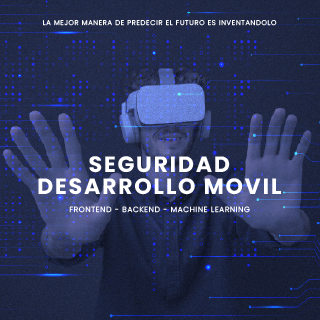 LA MEJOR MANERA DE PREDECIR EL FUTURO ES INVENTANDOLO
SEGURIDAD
DESARROLLO MOVIL
FRONTEND - BACKEND - MACHINE LEARNING